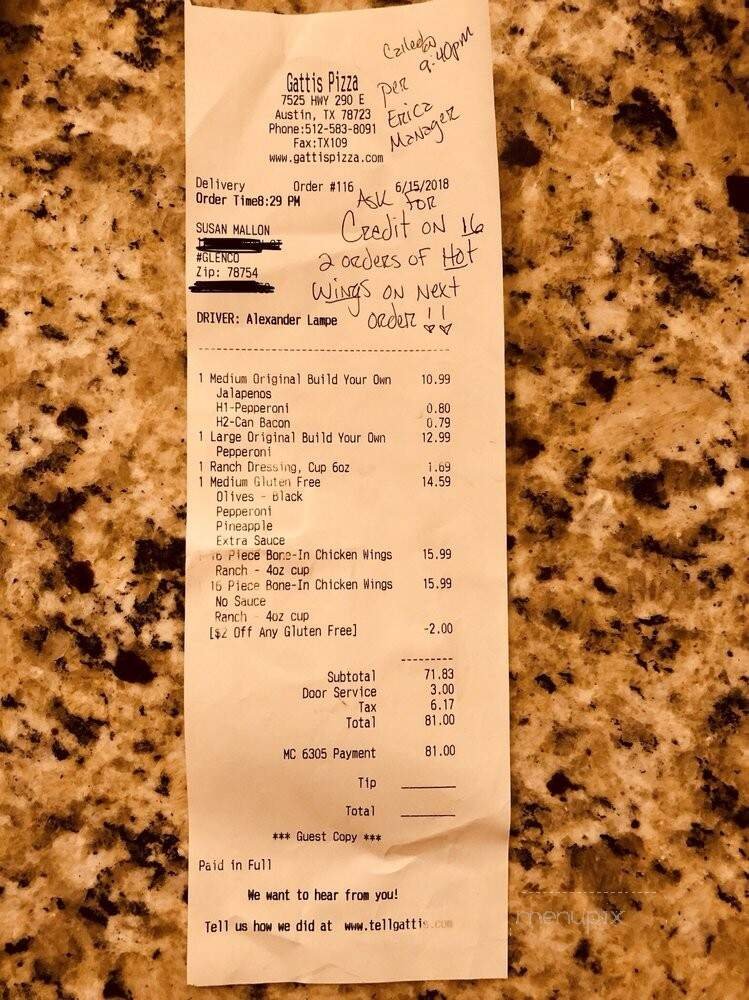 Called @
9:40pm
per
Erica
Manager
Gattis Pizza
7525 HWY 290 E
Austin, TX 78723
Phone:512-583-8091
Fax:TX109
www.gattispizza.com
Delivery Order #116 6/15/2018
Order Time8:29 PM
Ask for
Credit on 16
2 orders of Hot
Wings on Next
order !!
SUSAN MALLON
#GLENCO
Zip: 78754
DRIVER: Alexander Lampe
1 Medium Original Build Your Own 10.99
Jalapenos
H1-Pepperoni 0.80
H2-Can Bacon 0.79
1 Large Original Build Your Own 12.99
Pepperoni
1 Ranch Dressing, Cup 6oz 1.69
1 Medium Gluten Free 14.59
Olives - Black
Pepperoni
Pineapple
Extra Sauce
16 Piece Bone-In Chicken Wings 15.99
Ranch - 4oz cup
16 Piece Bone-In Chicken Wings 15.99
No Sauce
Ranch - 4oz cup
[$2 Off Any Gluten Free] -2.00
Subtotal 71.83
Door Service 3.00
Tax 6.17
Total 81.00
MC 6305 Payment 81.00
Tip
Total
*** Guest Copy ***
Paid in Full
We want to hear from you!
Tell us how we did at www.tellgattis.com
menupix